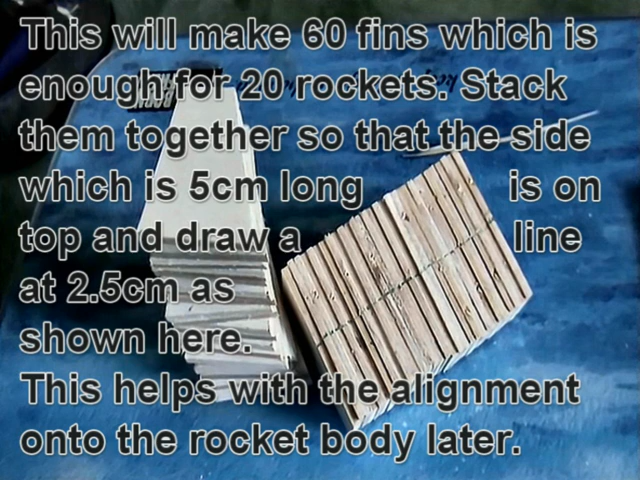 This will make 60 fins which is
enough for 20 rockets. Stack
them together so that the side
which is 5cm long is on
top and draw a line
at 2.5cm as
shown here.
This helps with the alignment
onto the rocket body later.